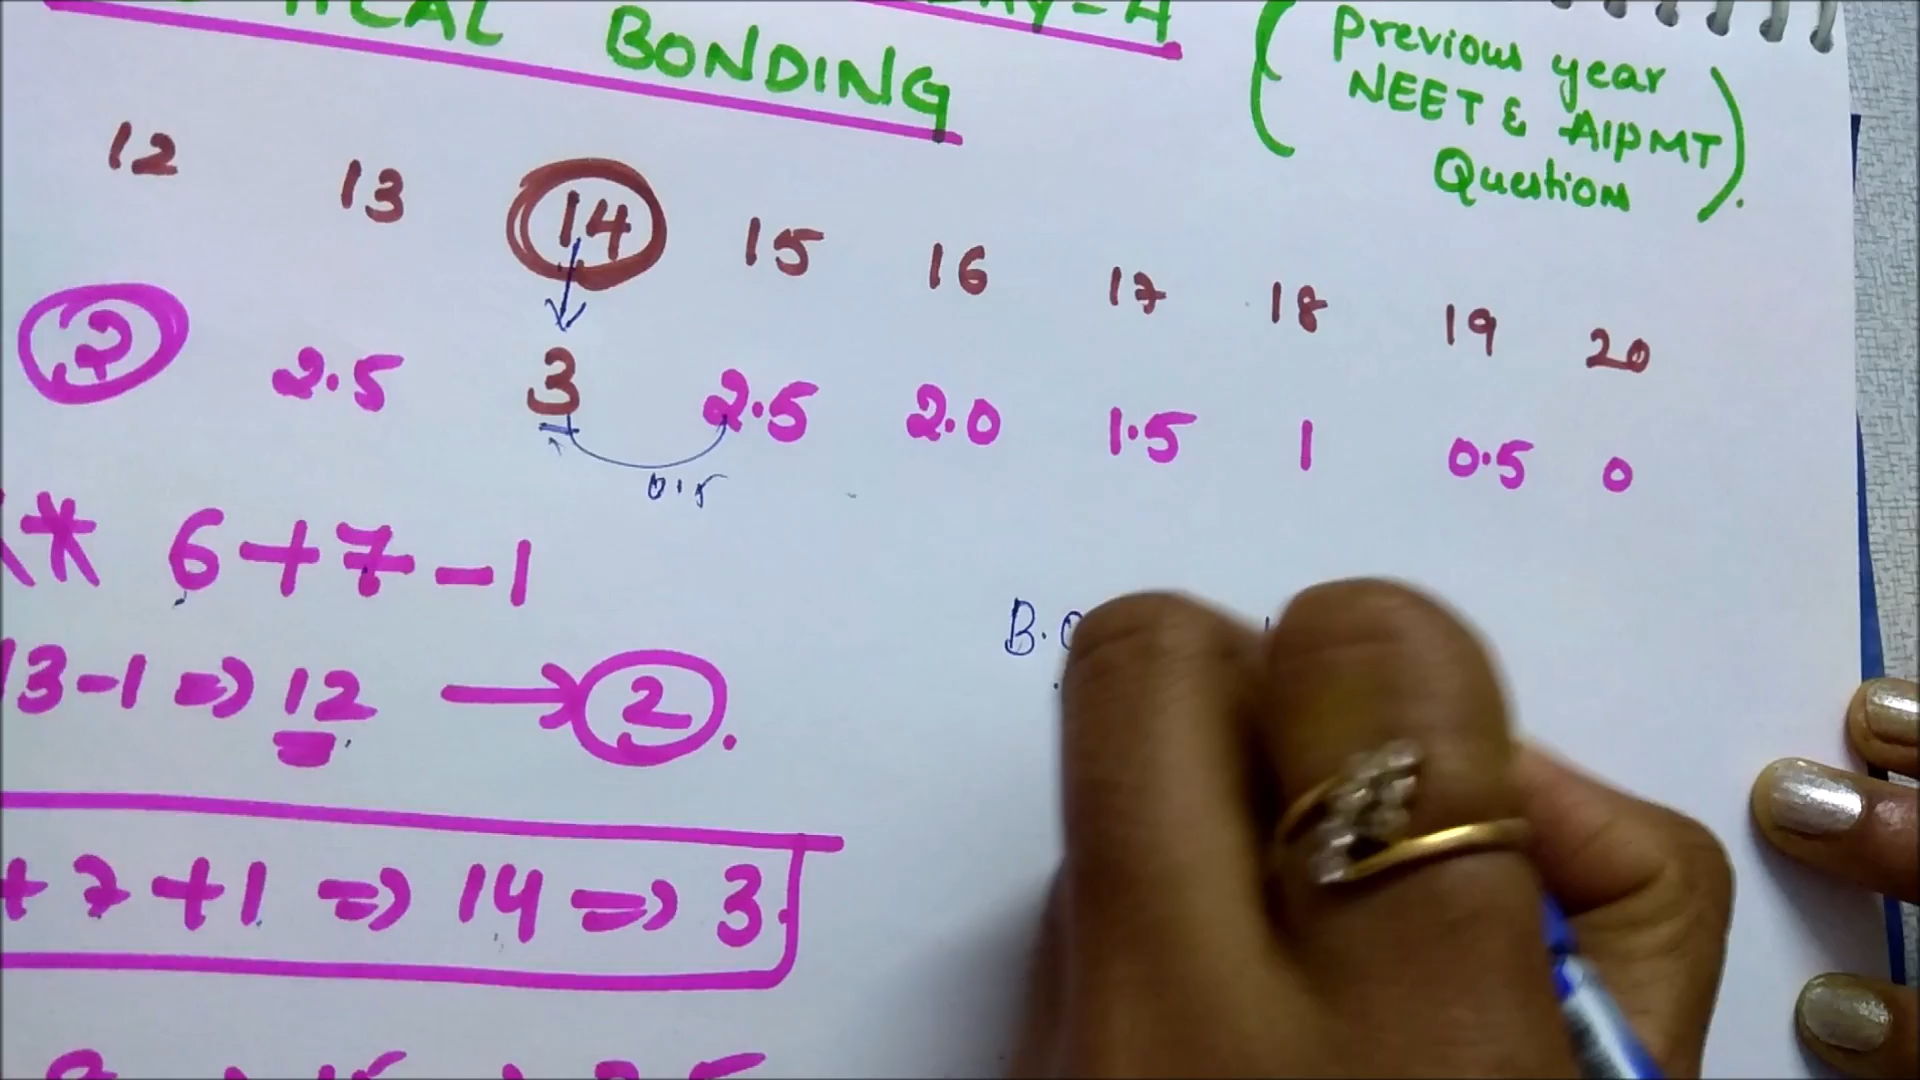 BONDING
(Previous year
NEET & AIPMT
Question).
12 13 14 15 16 17 18 19 20
2 2.5 3 2.5 2.0 1.5 1 0.5 0
0.5
* 6+7-1
13-1 => 12 → 2.
B.O
+7+1 => 14 => 3.